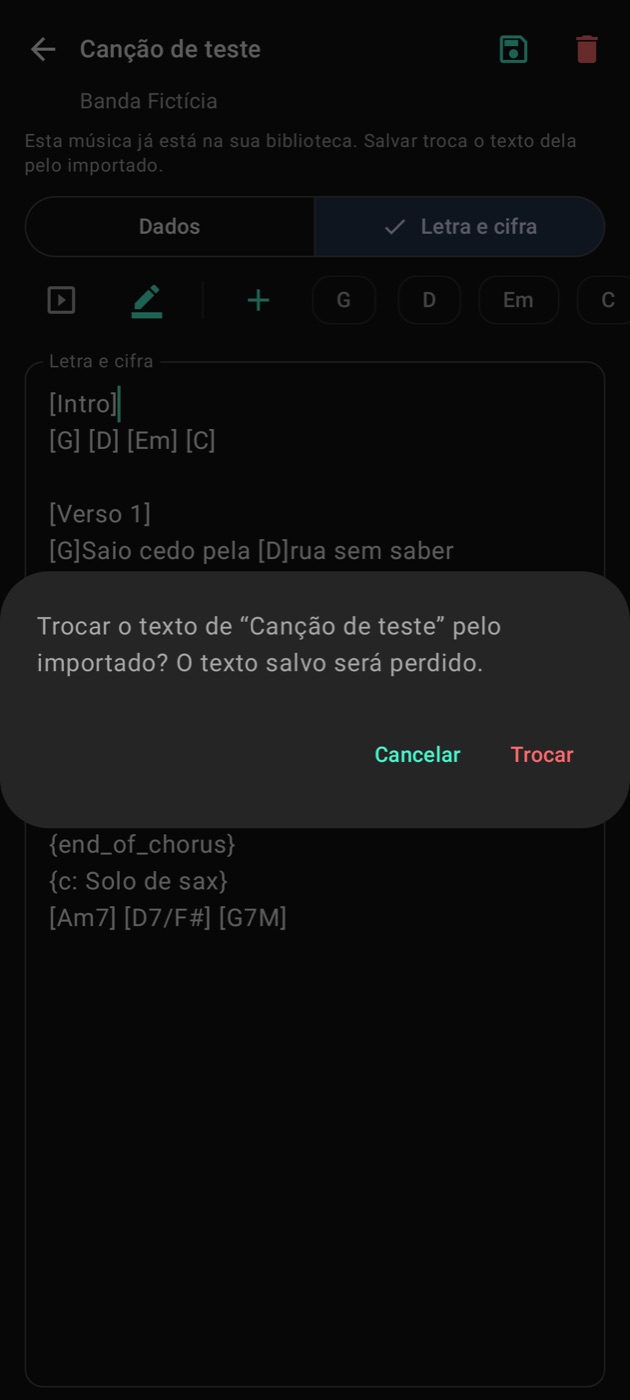 Canção de teste
Banda Fictícia
Esta música já está na sua biblioteca. Salvar troca o texto dela
pelo importado.
Dados
Letra e cifra
G
D
Em
C
Letra e cifra
[Intro]
[G] [D] [Em] [C]
[Verso 1]
[G]Saio cedo pela [D]rua sem saber
Trocar o texto de “Canção de teste” pelo
importado? O texto salvo será perdido.
Cancelar
Trocar
{end_of_chorus}
{c: Solo de sax}
[Am7] [D7/F#] [G7M]